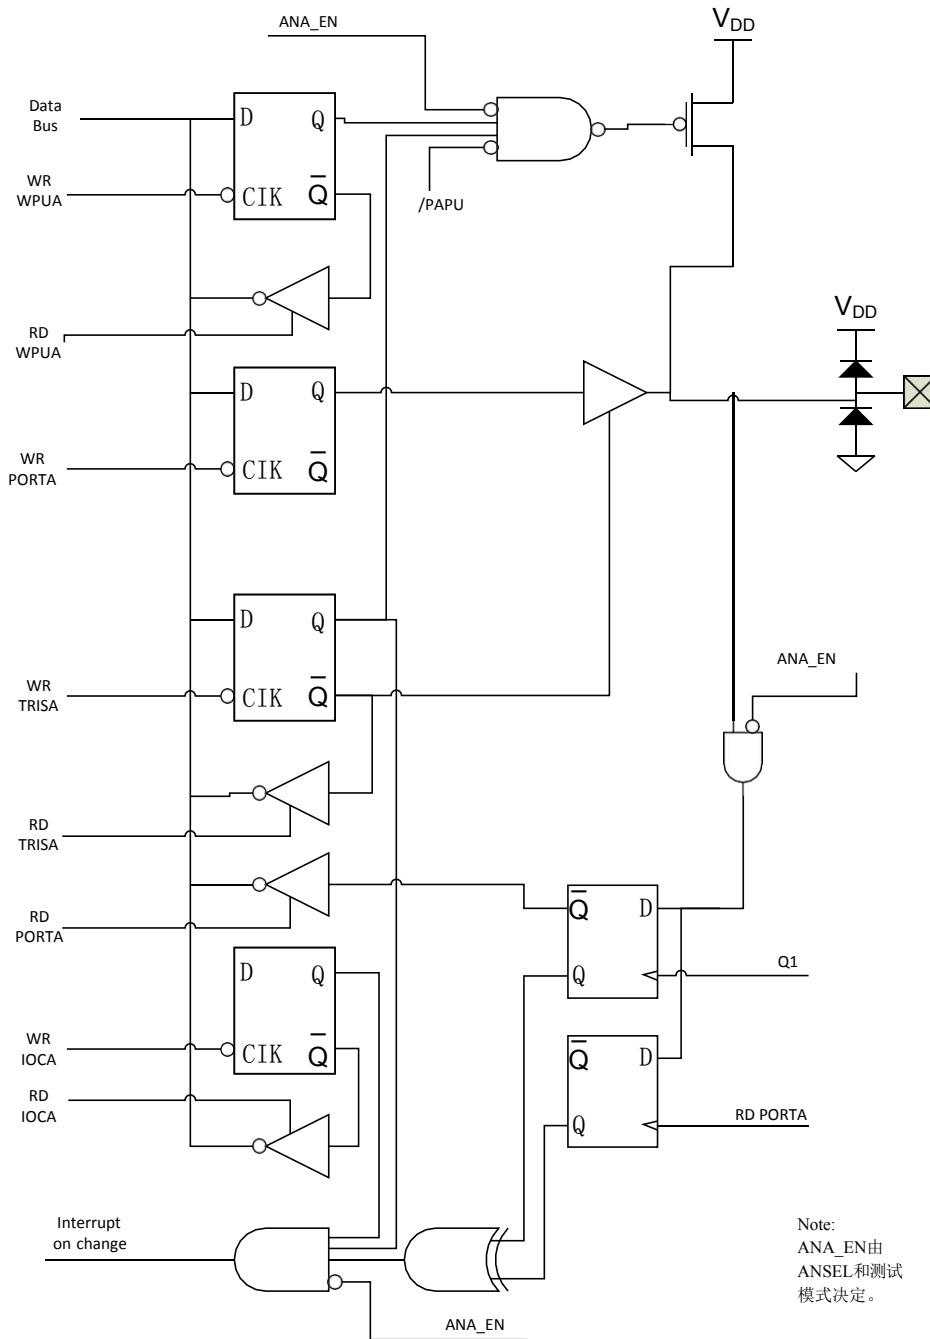 ANA_EN
VDD
Data
Bus
D
Q
WR
WPUA
CIK
Q̅
/PAPU
RD
WPUA
VDD
D
Q
WR
PORTA
CIK
Q̅
D
Q
ANA_EN
WR
TRISA
CIK
Q̅
RD
TRISA
RD
PORTA
Q̅
D
D
Q
Q
Q1
WR
IOCA
CIK
Q̅
Q̅
D
RD
IOCA
Q
RD PORTA
Interrupt
on change
ANA_EN
Note:
ANA_EN由
ANSEL和测试
模式决定。